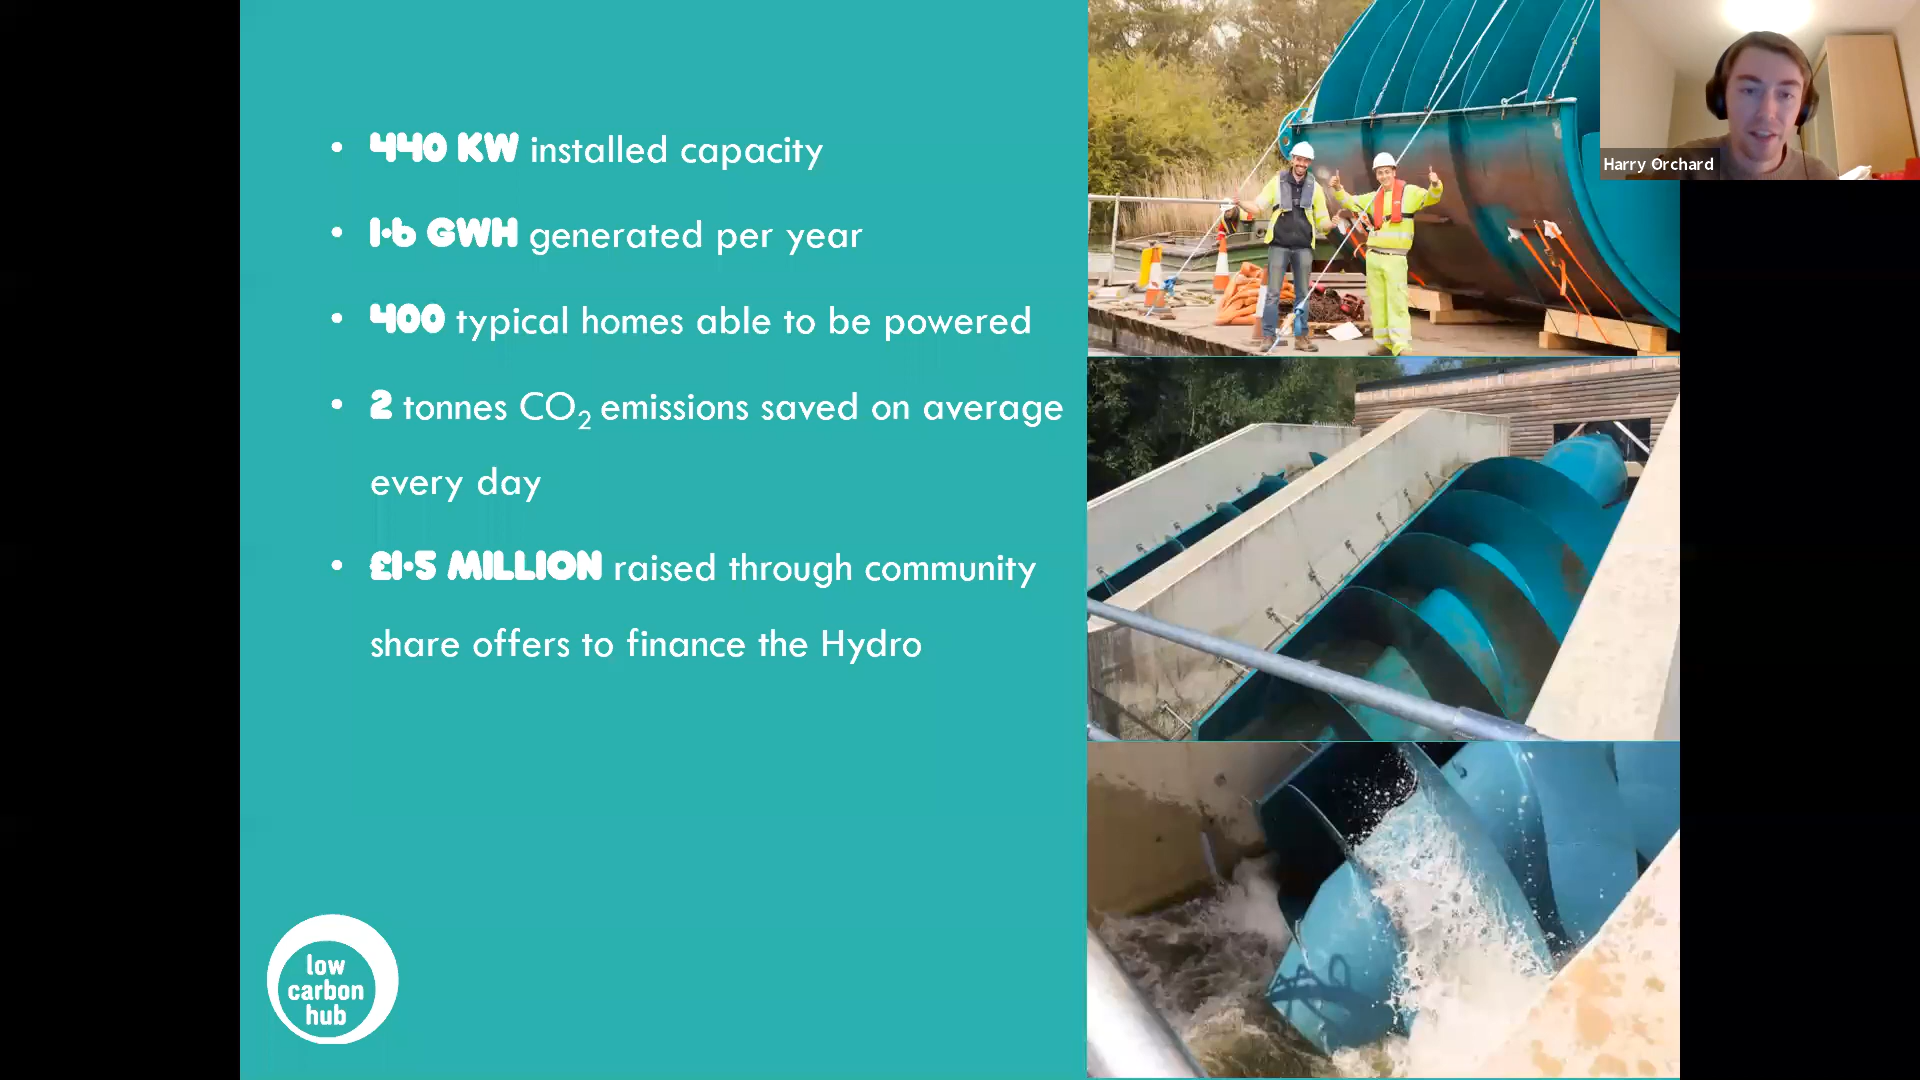 • 440 KW installed capacity
• 1.6 GWH generated per year
• 400 typical homes able to be powered
• 2 tonnes CO2 emissions saved on average
every day
• £1.5 MILLION raised through community
share offers to finance the Hydro
low
carbon
hub
Harry Orchard